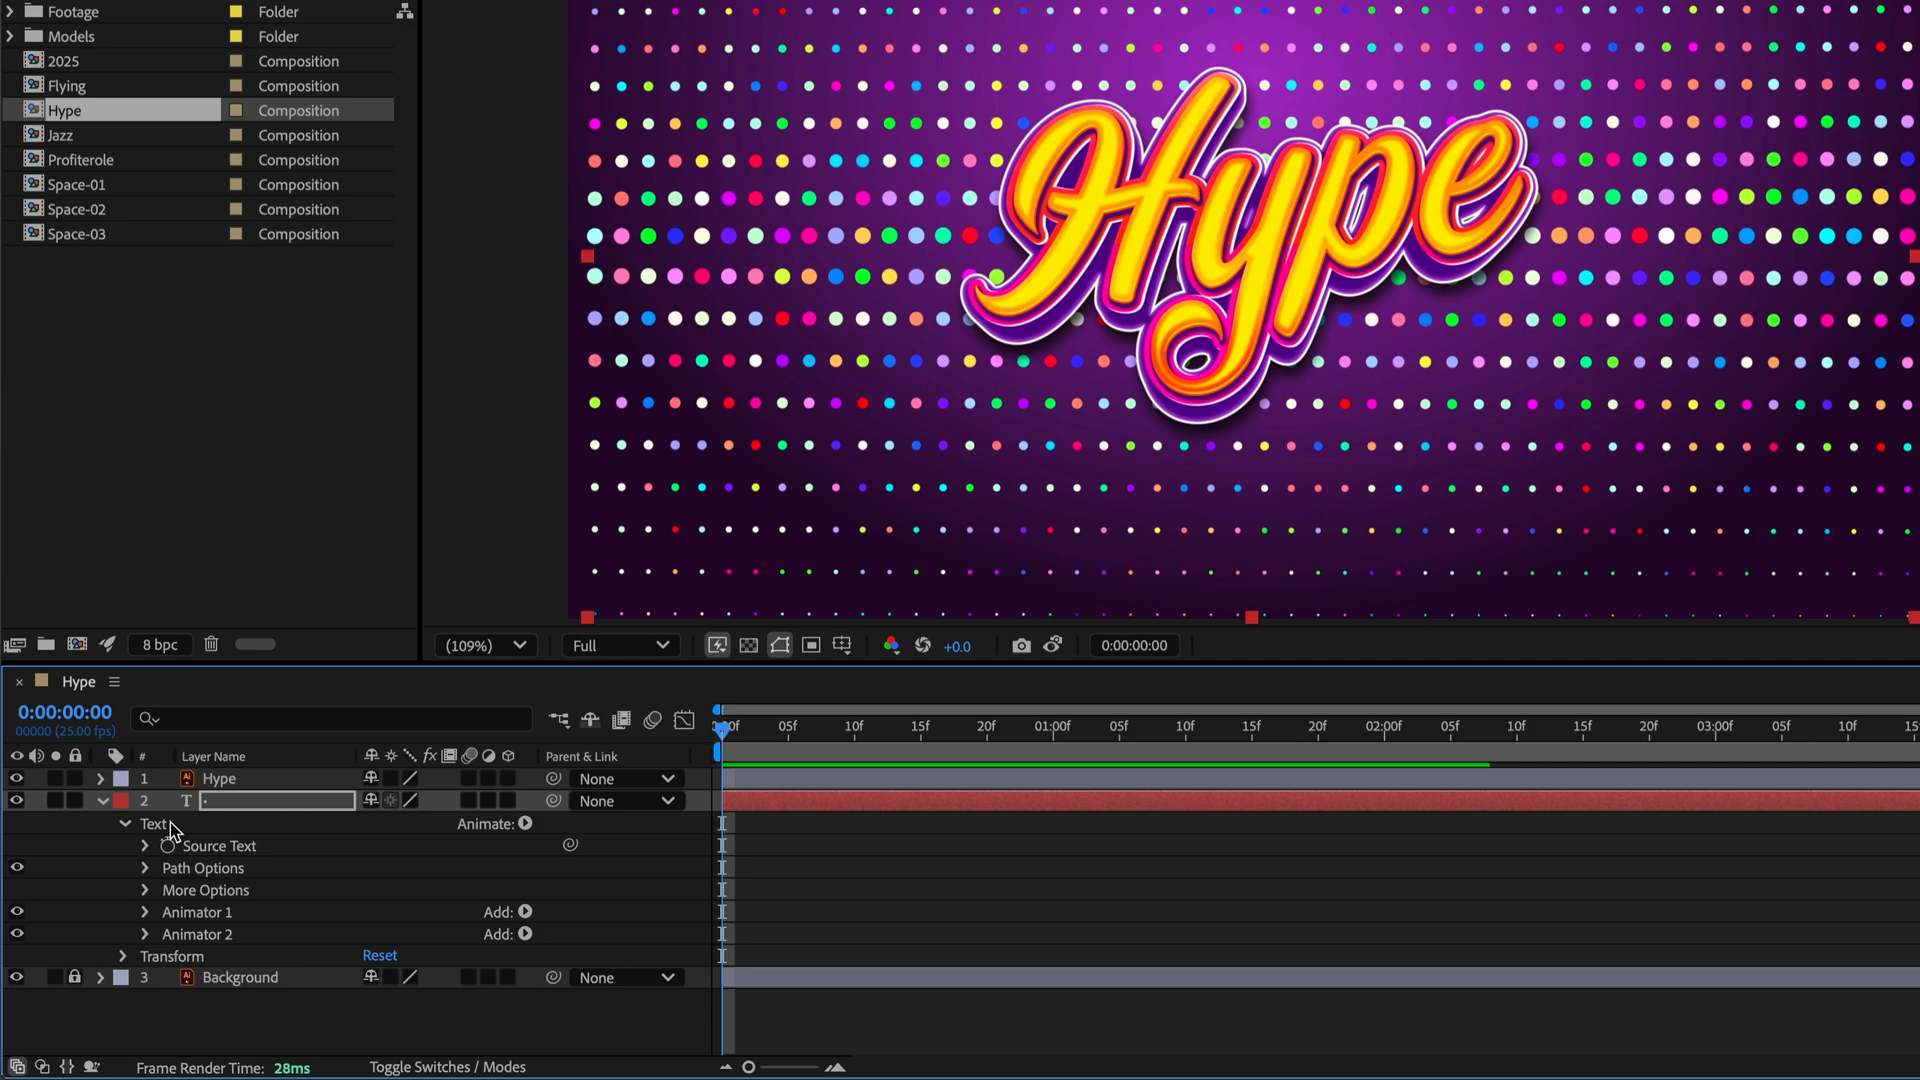 Footage Folder
Models Folder
2025 Composition
Flying Composition
Hype Composition
Jazz Composition
Profiterole Composition
Space-01 Composition
Space-02 Composition
Space-03 Composition
Hype
8 bpc
(109%) Full +0.0 0:00:00:00
× Hype
0:00:00:00
00000 (25.00 fps)
05f 10f 15f 20f 01:00f 05f 10f 15f 20f 02:00f 05f 10f 15f 20f 03:00f 05f 10f
# Layer Name fx Parent & Link
1 Ai Hype None
2 T . None
Text Animate:
Source Text
Path Options
More Options
Animator 1 Add:
Animator 2 Add:
Transform Reset
3 Ai Background None
Frame Render Time: 28ms Toggle Switches / Modes